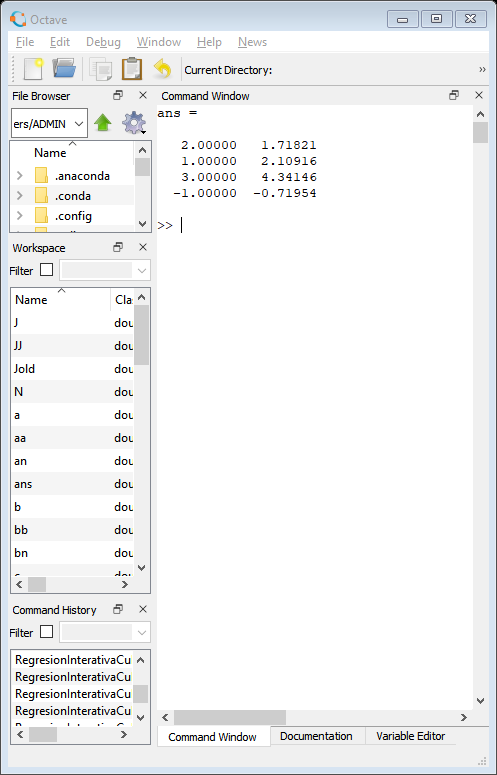 Octave
File Edit Debug Window Help News
Current Directory: »
File Browser
ers/ADMIN
Name
.anaconda
.conda
.config
Workspace
Filter
Name Cla
J dou
JJ dou
Jold dou
N dou
a dou
aa dou
an dou
ans dou
b dou
bb dou
bn dou
Command History
Filter
RegresionInterativaCu
RegresionInterativaCu
RegresionInterativaCu
RegresionInterativaCu
Command Window
ans =
2.00000 1.71821
1.00000 2.10916
3.00000 4.34146
-1.00000 -0.71954
>>
Command Window Documentation Variable Editor